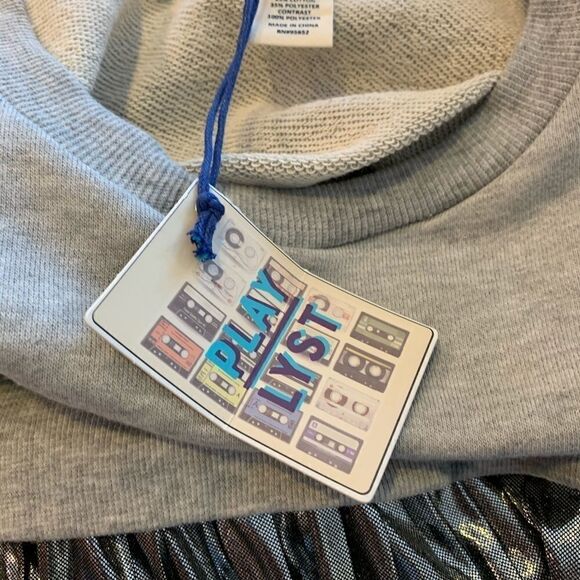 35% POLYESTER
CONTRAST
100% POLYESTER
MADE IN CHINA
RN#95852
PLAY
LYST